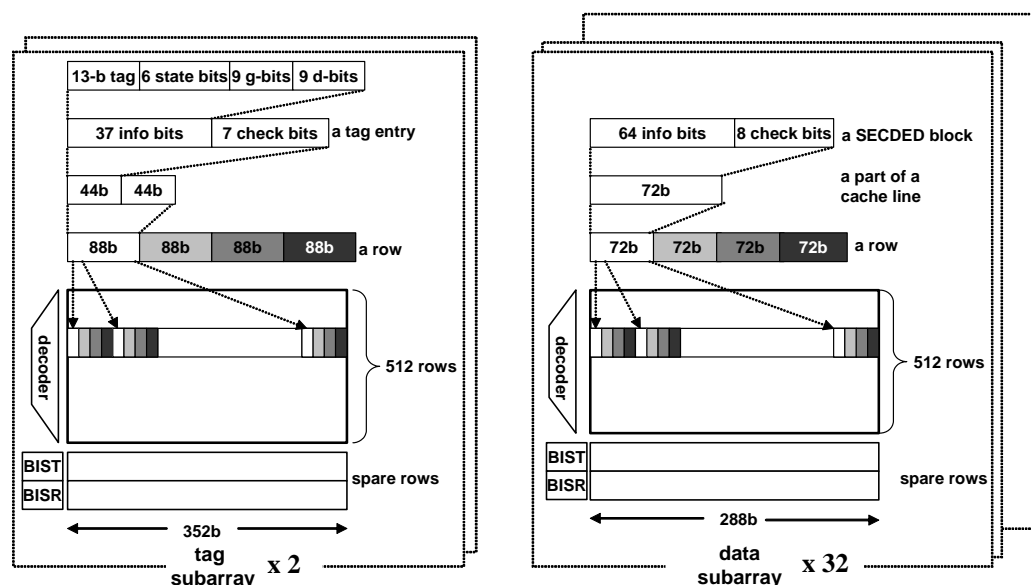 13-b tag 6 state bits 9 g-bits 9 d-bits
37 info bits 7 check bits a tag entry
44b 44b
88b 88b 88b 88b a row
decoder
512 rows
BIST
BISR
spare rows
352b
tag
subarray x 2
64 info bits 8 check bits a SECDED block
72b
a part of a
cache line
72b 72b 72b 72b a row
decoder
512 rows
BIST
BISR
spare rows
288b
data
subarray x 32